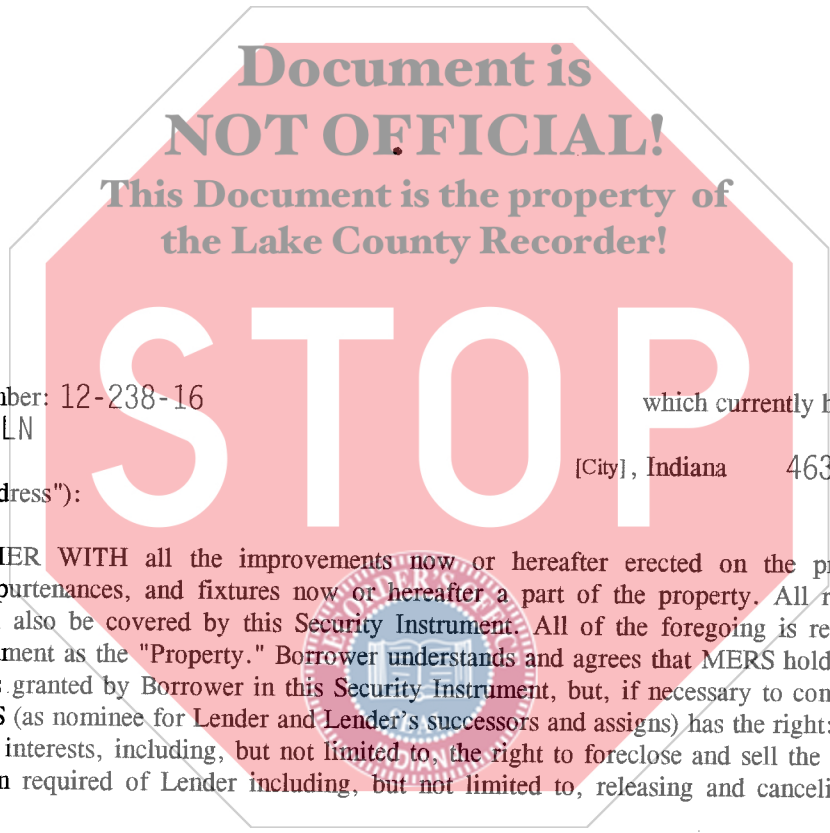 Document is
NOT OFFICIAL!
This Document is the property of
the Lake County Recorder!
STOP
nber: 12-238-16 which currently h
LN
[City], Indiana 463
dress"):
IER WITH all the improvements now or hereafter erected on the pr
purtenances, and fixtures now or hereafter a part of the property. All r
also be covered by this Security Instrument. All of the foregoing is re
ment as the "Property." Borrower understands and agrees that MERS hold
granted by Borrower in this Security Instrument, but, if necessary to con
S (as nominee for Lender and Lender's successors and assigns) has the right:
interests, including, but not limited to, the right to foreclose and sell the
n required of Lender including, but not limited to, releasing and canceli